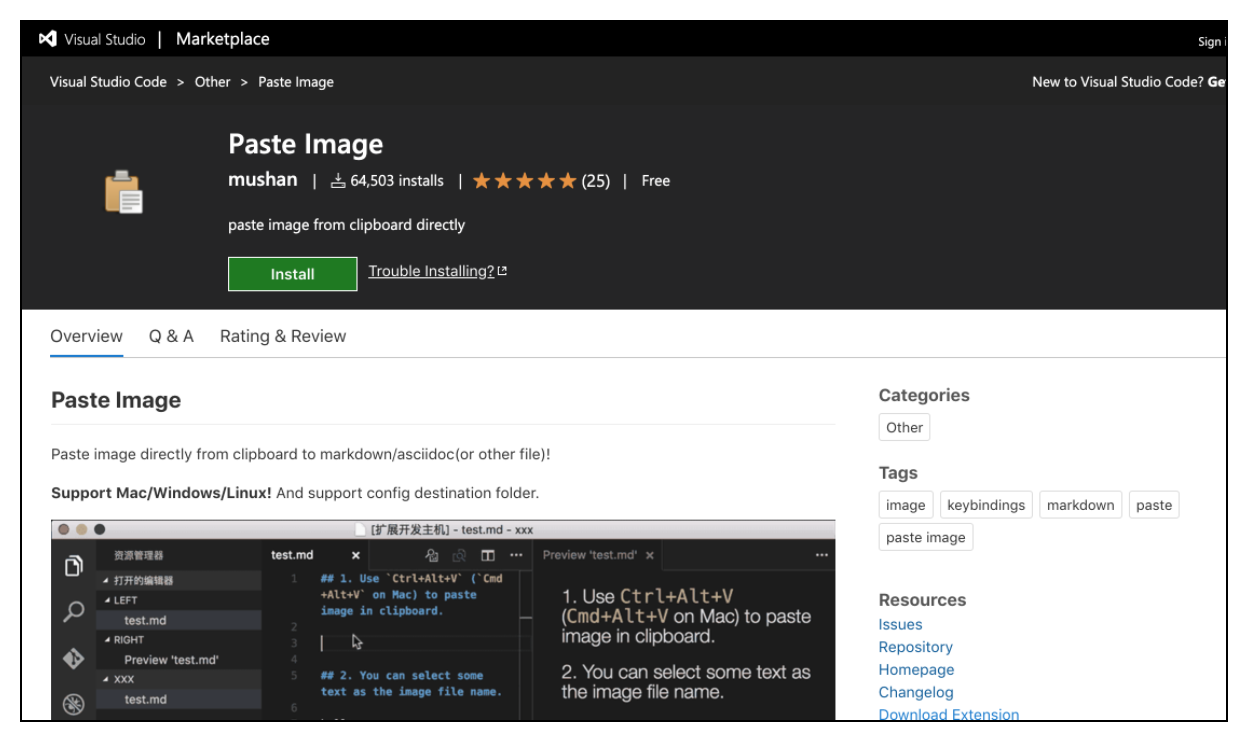 Visual Studio | Marketplace
Sign i
Visual Studio Code > Other > Paste Image
New to Visual Studio Code? Ge
Paste Image
mushan | 64,503 installs | (25) | Free
paste image from clipboard directly
Install
Trouble Installing?
Overview
Q & A
Rating & Review
Paste Image
Paste image directly from clipboard to markdown/asciidoc(or other file)!
Support Mac/Windows/Linux! And support config destination folder.
[扩展开发主机] - test.md - xxx
资源管理器
打开的编辑器
LEFT
test.md
RIGHT
Preview 'test.md'
XXX
test.md
test.md ×
1 ## 1. Use `Ctrl+Alt+V` (`Cmd
+Alt+V` on Mac) to paste
image in clipboard.
2
3
4
5 ## 2. You can select some
text as the image file name.
6
Preview 'test.md' ×
1. Use Ctrl+Alt+V
(Cmd+Alt+V on Mac) to paste
image in clipboard.
2. You can select some text as
the image file name.
Categories
Other
Tags
image
keybindings
markdown
paste
paste image
Resources
Issues
Repository
Homepage
Changelog
Download Extension